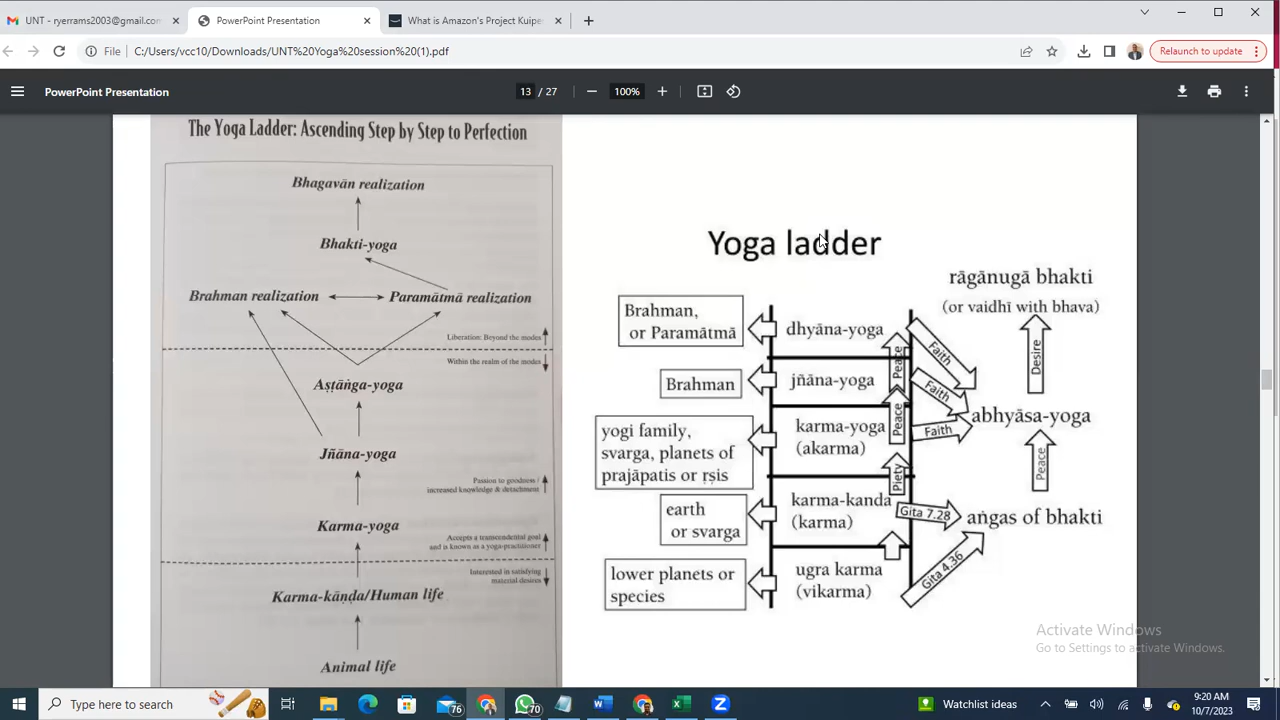 UNT - ryerrams2003@gmail.con
PowerPoint Presentation
What is Amazon's Project Kuipe
File
C:/Users/vcc10/Downloads/UNT%20Yoga%20session%20(1).pdf
Relaunch to update
PowerPoint Presentation
13 / 27
100%
The Yoga Ladder: Ascending Step by Step to Perfection
Bhagavān realization
Bhakti-yoga
Brahman realization
Paramātmā realization
Liberation: Beyond the modes
Within the realm of the modes
Aṣṭāṅga-yoga
Jñāna-yoga
Passion to goodness /
increased knowledge & detachment
Karma-yoga
Accepts a transcendental goal
and is known as a yoga-practitioner
Interested in satisfying
material desires
Karma-kāṇḍa/Human life
Animal life
Yoga ladder
Brahman,
or Paramātmā
Brahman
yogi family,
svarga, planets of
prajāpatis or ṛṣis
earth
or svarga
lower planets or
species
dhyāna-yoga
jñāna-yoga
karma-yoga
(akarma)
karma-kanda
(karma)
ugra karma
(vikarma)
Peace
Peace
Piety
Faith
Faith
Faith
Gita 7.28
Gita 4.36
rāgānugā bhakti
(or vaidhī with bhava)
Desire
abhyāsa-yoga
Peace
aṅgas of bhakti
Activate Windows
Go to Settings to activate Windows.
Type here to search
76
70
Watchlist ideas
9:20 AM
10/7/2023